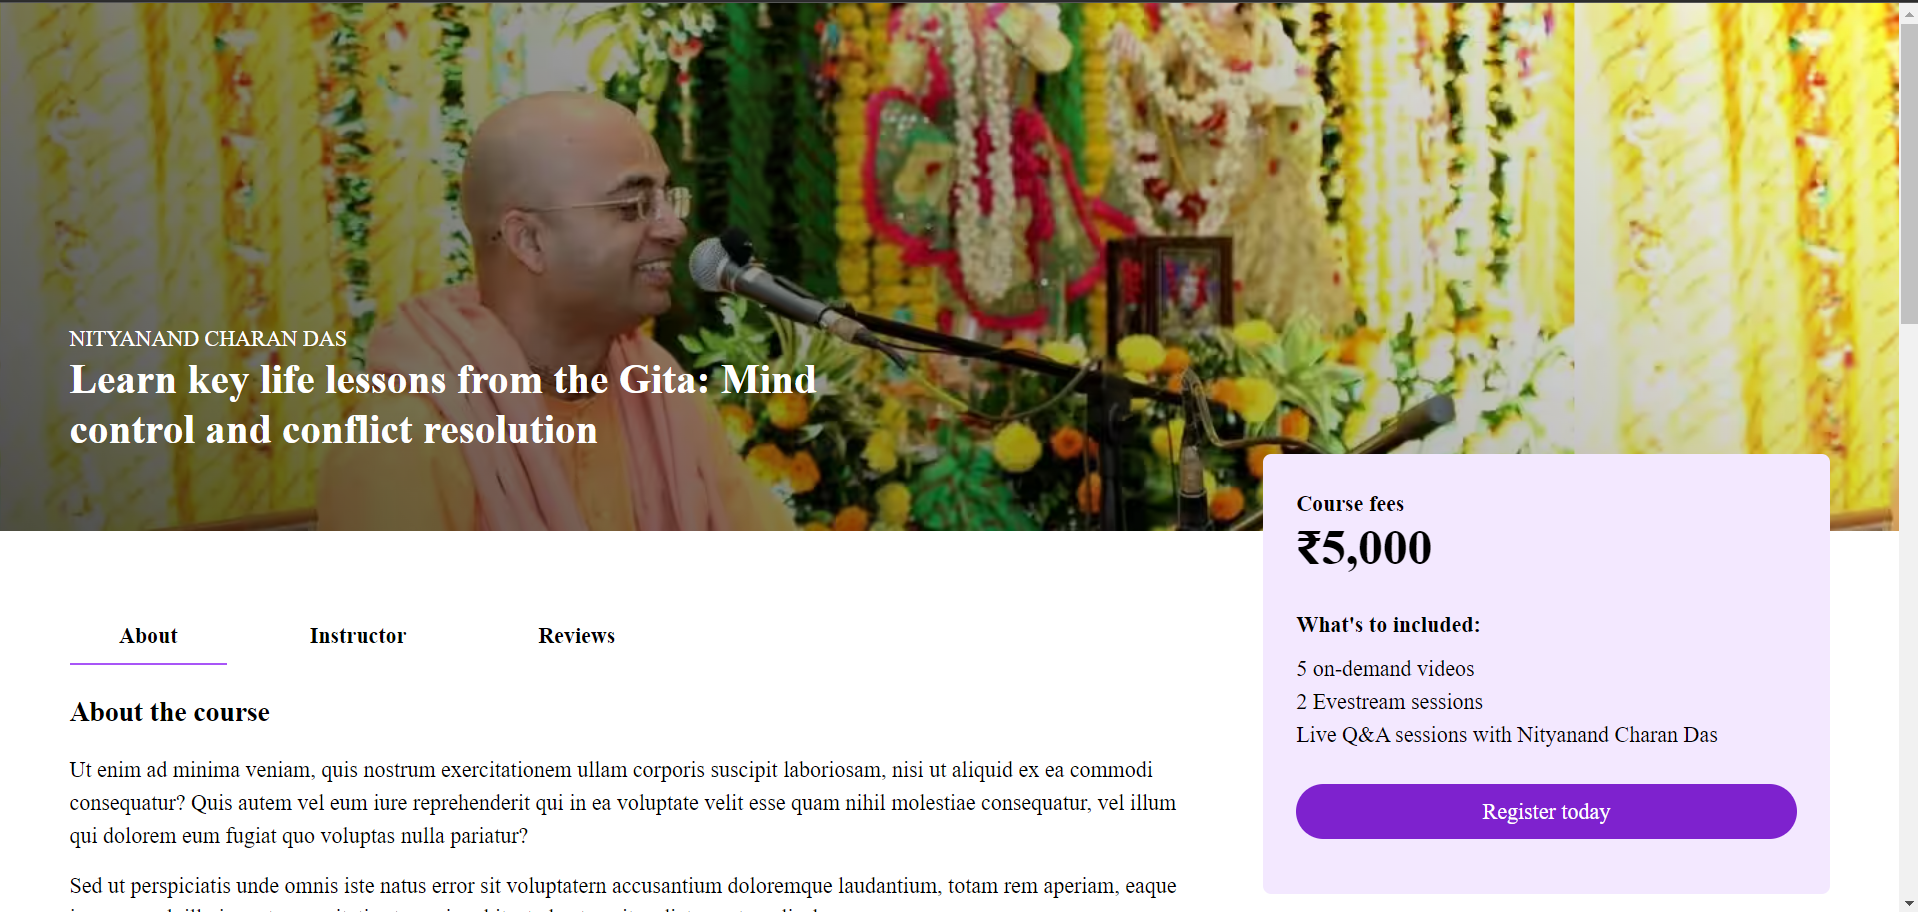 NITYANAND CHARAN DAS
Learn key life lessons from the Gita: Mind
control and conflict resolution
Course fees
₹5,000
What's to included:
5 on-demand videos
2 Evestream sessions
Live Q&A sessions with Nityanand Charan Das
Register today
About Instructor Reviews
About the course
Ut enim ad minima veniam, quis nostrum exercitationem ullam corporis suscipit laboriosam, nisi ut aliquid ex ea commodi
consequatur? Quis autem vel eum iure reprehenderit qui in ea voluptate velit esse quam nihil molestiae consequatur, vel illum
qui dolorem eum fugiat quo voluptas nulla pariatur?
Sed ut perspiciatis unde omnis iste natus error sit voluptatern accusantium doloremque laudantium, totam rem aperiam, eaque